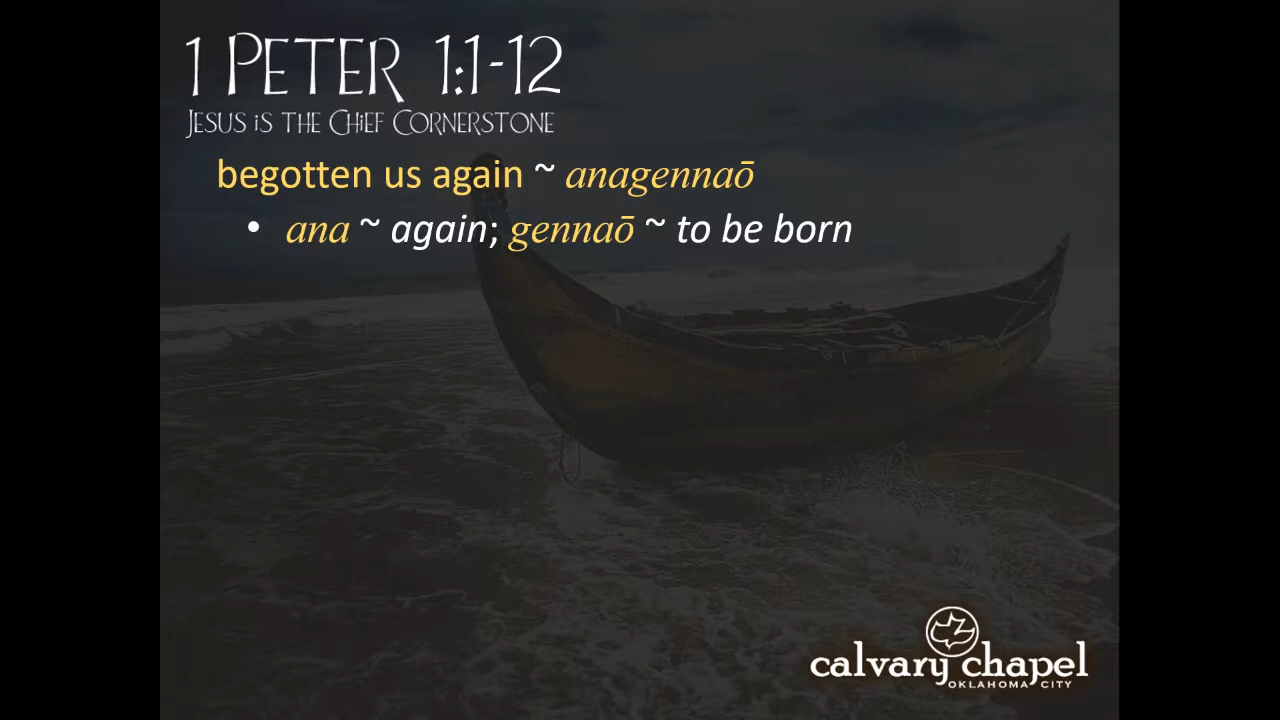 1 Peter 1:1-12
Jesus is the Chief Cornerstone
begotten us again ~ anagennaō
• ana ~ again; gennaō ~ to be born
calvary chapel
OKLAHOMA CITY